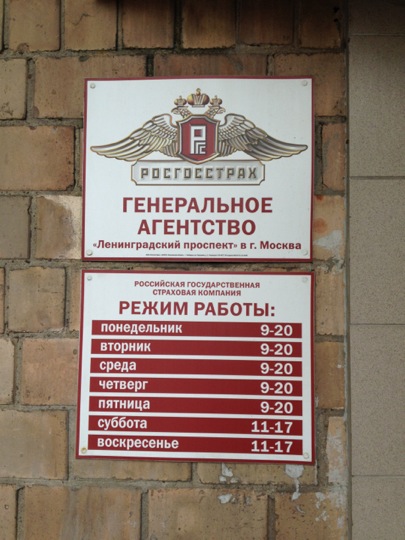 РГС
РОСГОССТРАХ
ГЕНЕРАЛЬНОЕ
АГЕНТСТВО
«Ленинградский проспект» в г. Москва
РОССИЙСКАЯ ГОСУДАРСТВЕННАЯ
СТРАХОВАЯ КОМПАНИЯ
РЕЖИМ РАБОТЫ:
понедельник 9-20
вторник 9-20
среда 9-20
четверг 9-20
пятница 9-20
суббота 11-17
воскресенье 11-17